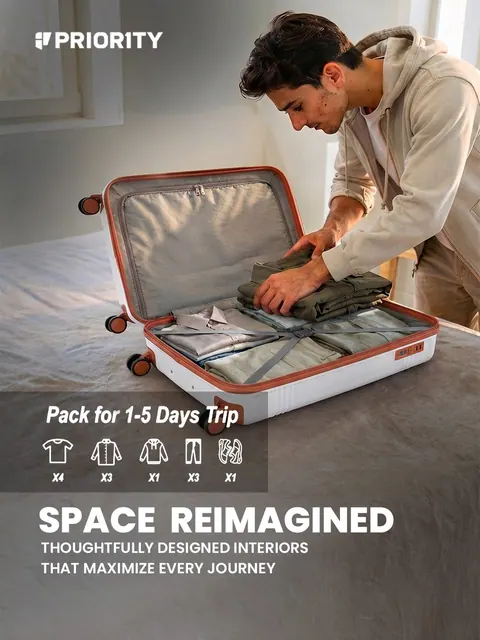 PRIORITY
Pack for 1-5 Days Trip
X4 X3 X1 X3 X1
SPACE REIMAGINED
THOUGHTFULLY DESIGNED INTERIORS
THAT MAXIMIZE EVERY JOURNEY